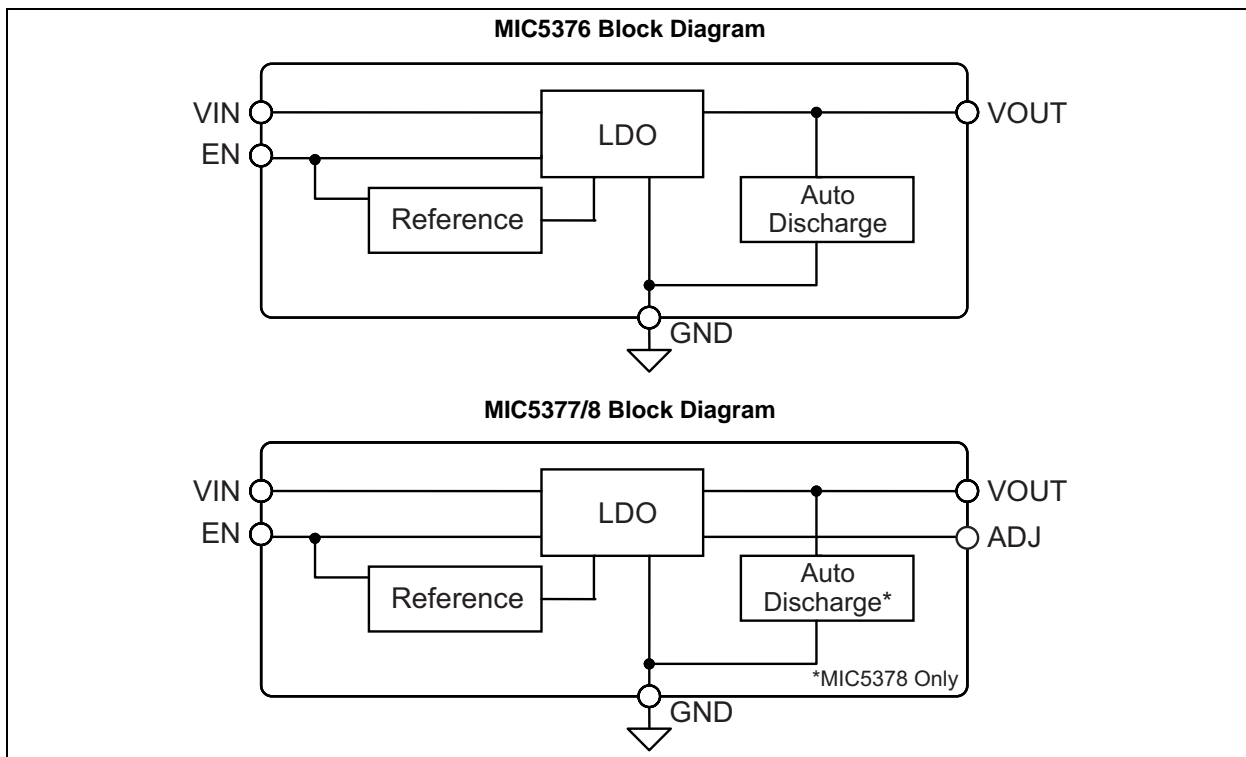 MIC5376 Block Diagram
VIN
LDO
VOUT
EN
Reference
Auto
Discharge
GND
MIC5377/8 Block Diagram
VIN
LDO
VOUT
EN
ADJ
Reference
Auto
Discharge*
*MIC5378 Only
GND